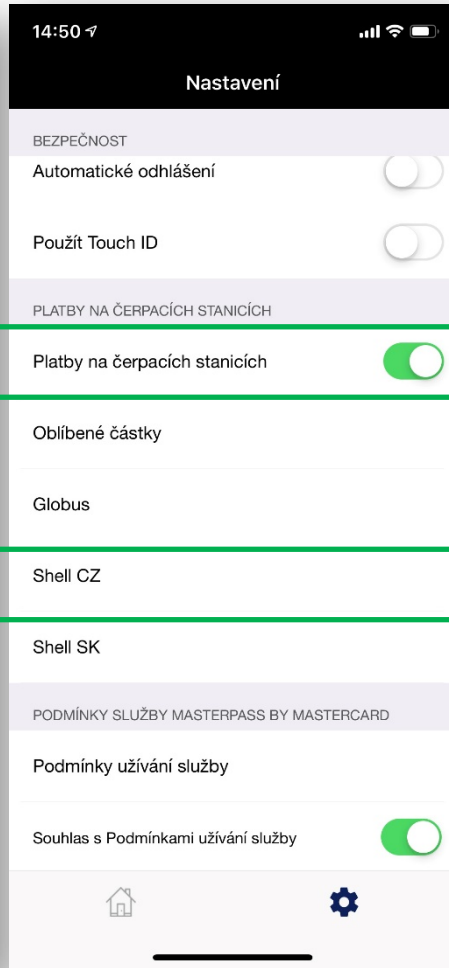 14:50
Nastavení
BEZPEČNOST
Automatické odhlášení
Použít Touch ID
PLATBY NA ČERPACÍCH STANICÍCH
Platby na čerpacích stanicích
Oblíbené částky
Globus
Shell CZ
Shell SK
PODMÍNKY SLUŽBY MASTERPASS BY MASTERCARD
Podmínky užívání služby
Souhlas s Podmínkami užívání služby